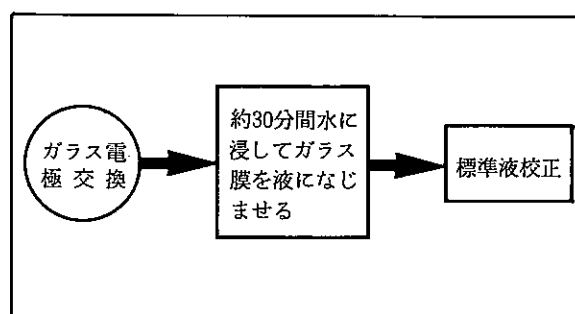 ガラス電
極交換
約30分間水に
浸してガラス
膜を液になじ
ませる
標準液校正